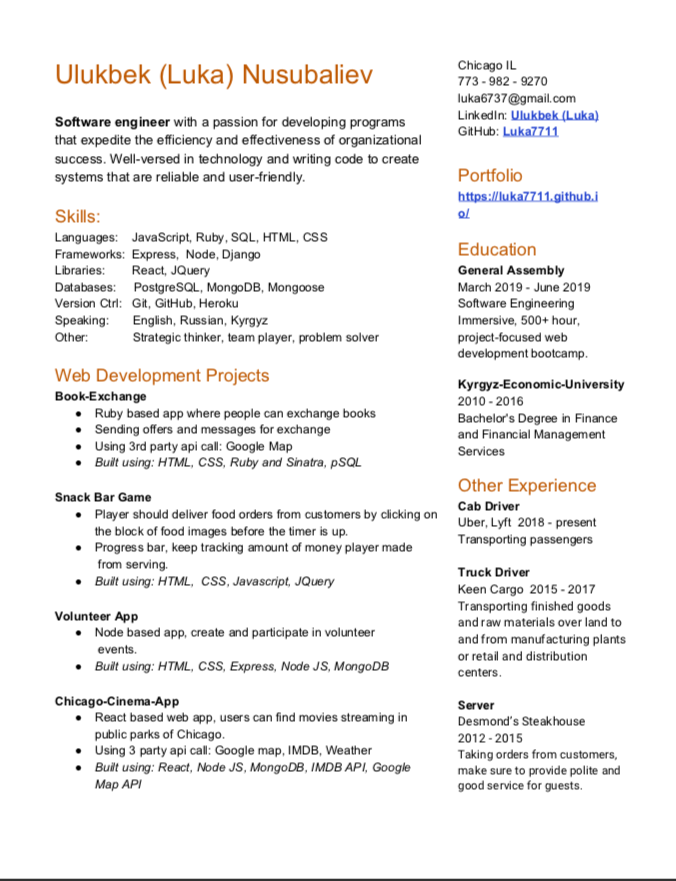 Ulukbek (Luka) Nusubaliev
Software engineer with a passion for developing programs
that expedite the efficiency and effectiveness of organizational
success. Well-versed in technology and writing code to create
systems that are reliable and user-friendly.
Skills:
Languages: JavaScript, Ruby, SQL, HTML, CSS
Frameworks: Express, Node, Django
Libraries: React, JQuery
Databases: PostgreSQL, MongoDB, Mongoose
Version Ctrl: Git, GitHub, Heroku
Speaking: English, Russian, Kyrgyz
Other: Strategic thinker, team player, problem solver
Web Development Projects
Book-Exchange
● Ruby based app where people can exchange books
● Sending offers and messages for exchange
● Using 3rd party api call: Google Map
● Built using: HTML, CSS, Ruby and Sinatra, pSQL
Snack Bar Game
● Player should deliver food orders from customers by clicking on
the block of food images before the timer is up.
● Progress bar, keep tracking amount of money player made
from serving.
● Built using: HTML, CSS, Javascript, JQuery
Volunteer App
● Node based app, create and participate in volunteer
events.
● Built using: HTML, CSS, Express, Node JS, MongoDB
Chicago-Cinema-App
● React based web app, users can find movies streaming in
public parks of Chicago.
● Using 3 party api call: Google map, IMDB, Weather
● Built using: React, Node JS, MongoDB, IMDB API, Google
Map API
Chicago IL
773 - 982 - 9270
luka6737@gmail.com
LinkedIn: Ulukbek (Luka)
GitHub: Luka7711
Portfolio
https://luka7711.github.i
o/
Education
General Assembly
March 2019 - June 2019
Software Engineering
Immersive, 500+ hour,
project-focused web
development bootcamp.
Kyrgyz-Economic-University
2010 - 2016
Bachelor's Degree in Finance
and Financial Management
Services
Other Experience
Cab Driver
Uber, Lyft 2018 - present
Transporting passengers
Truck Driver
Keen Cargo 2015 - 2017
Transporting finished goods
and raw materials over land to
and from manufacturing plants
or retail and distribution
centers.
Server
Desmond's Steakhouse
2012 - 2015
Taking orders from customers,
make sure to provide polite and
good service for guests.